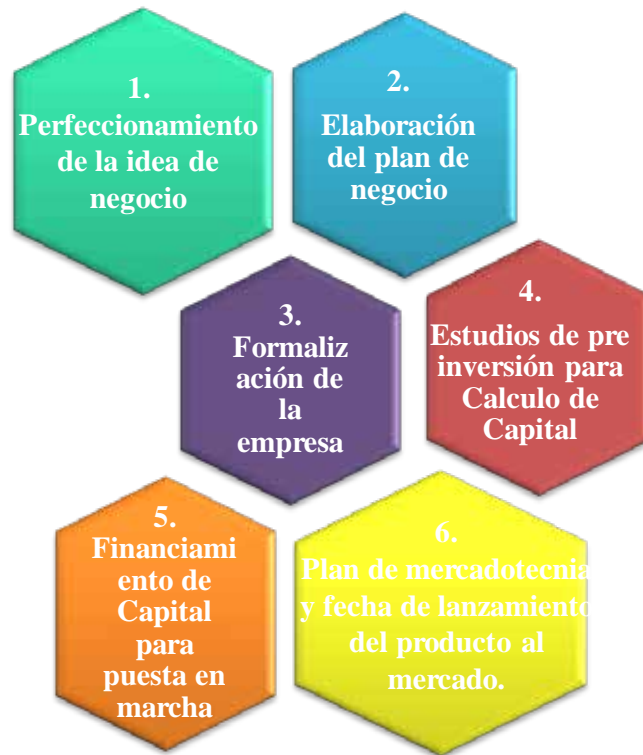 1.
Perfeccionamiento
de la idea de
negocio
2.
Elaboración
del plan de
negocio
3.
Formaliz
ación de
la
empresa
4.
Estudios de pre
inversión para
Calculo de
Capital
5.
Financiami
ento de
Capital
para
puesta en
marcha
6.
Plan de mercadotecnia
y fecha de lanzamiento
del producto al
mercado.